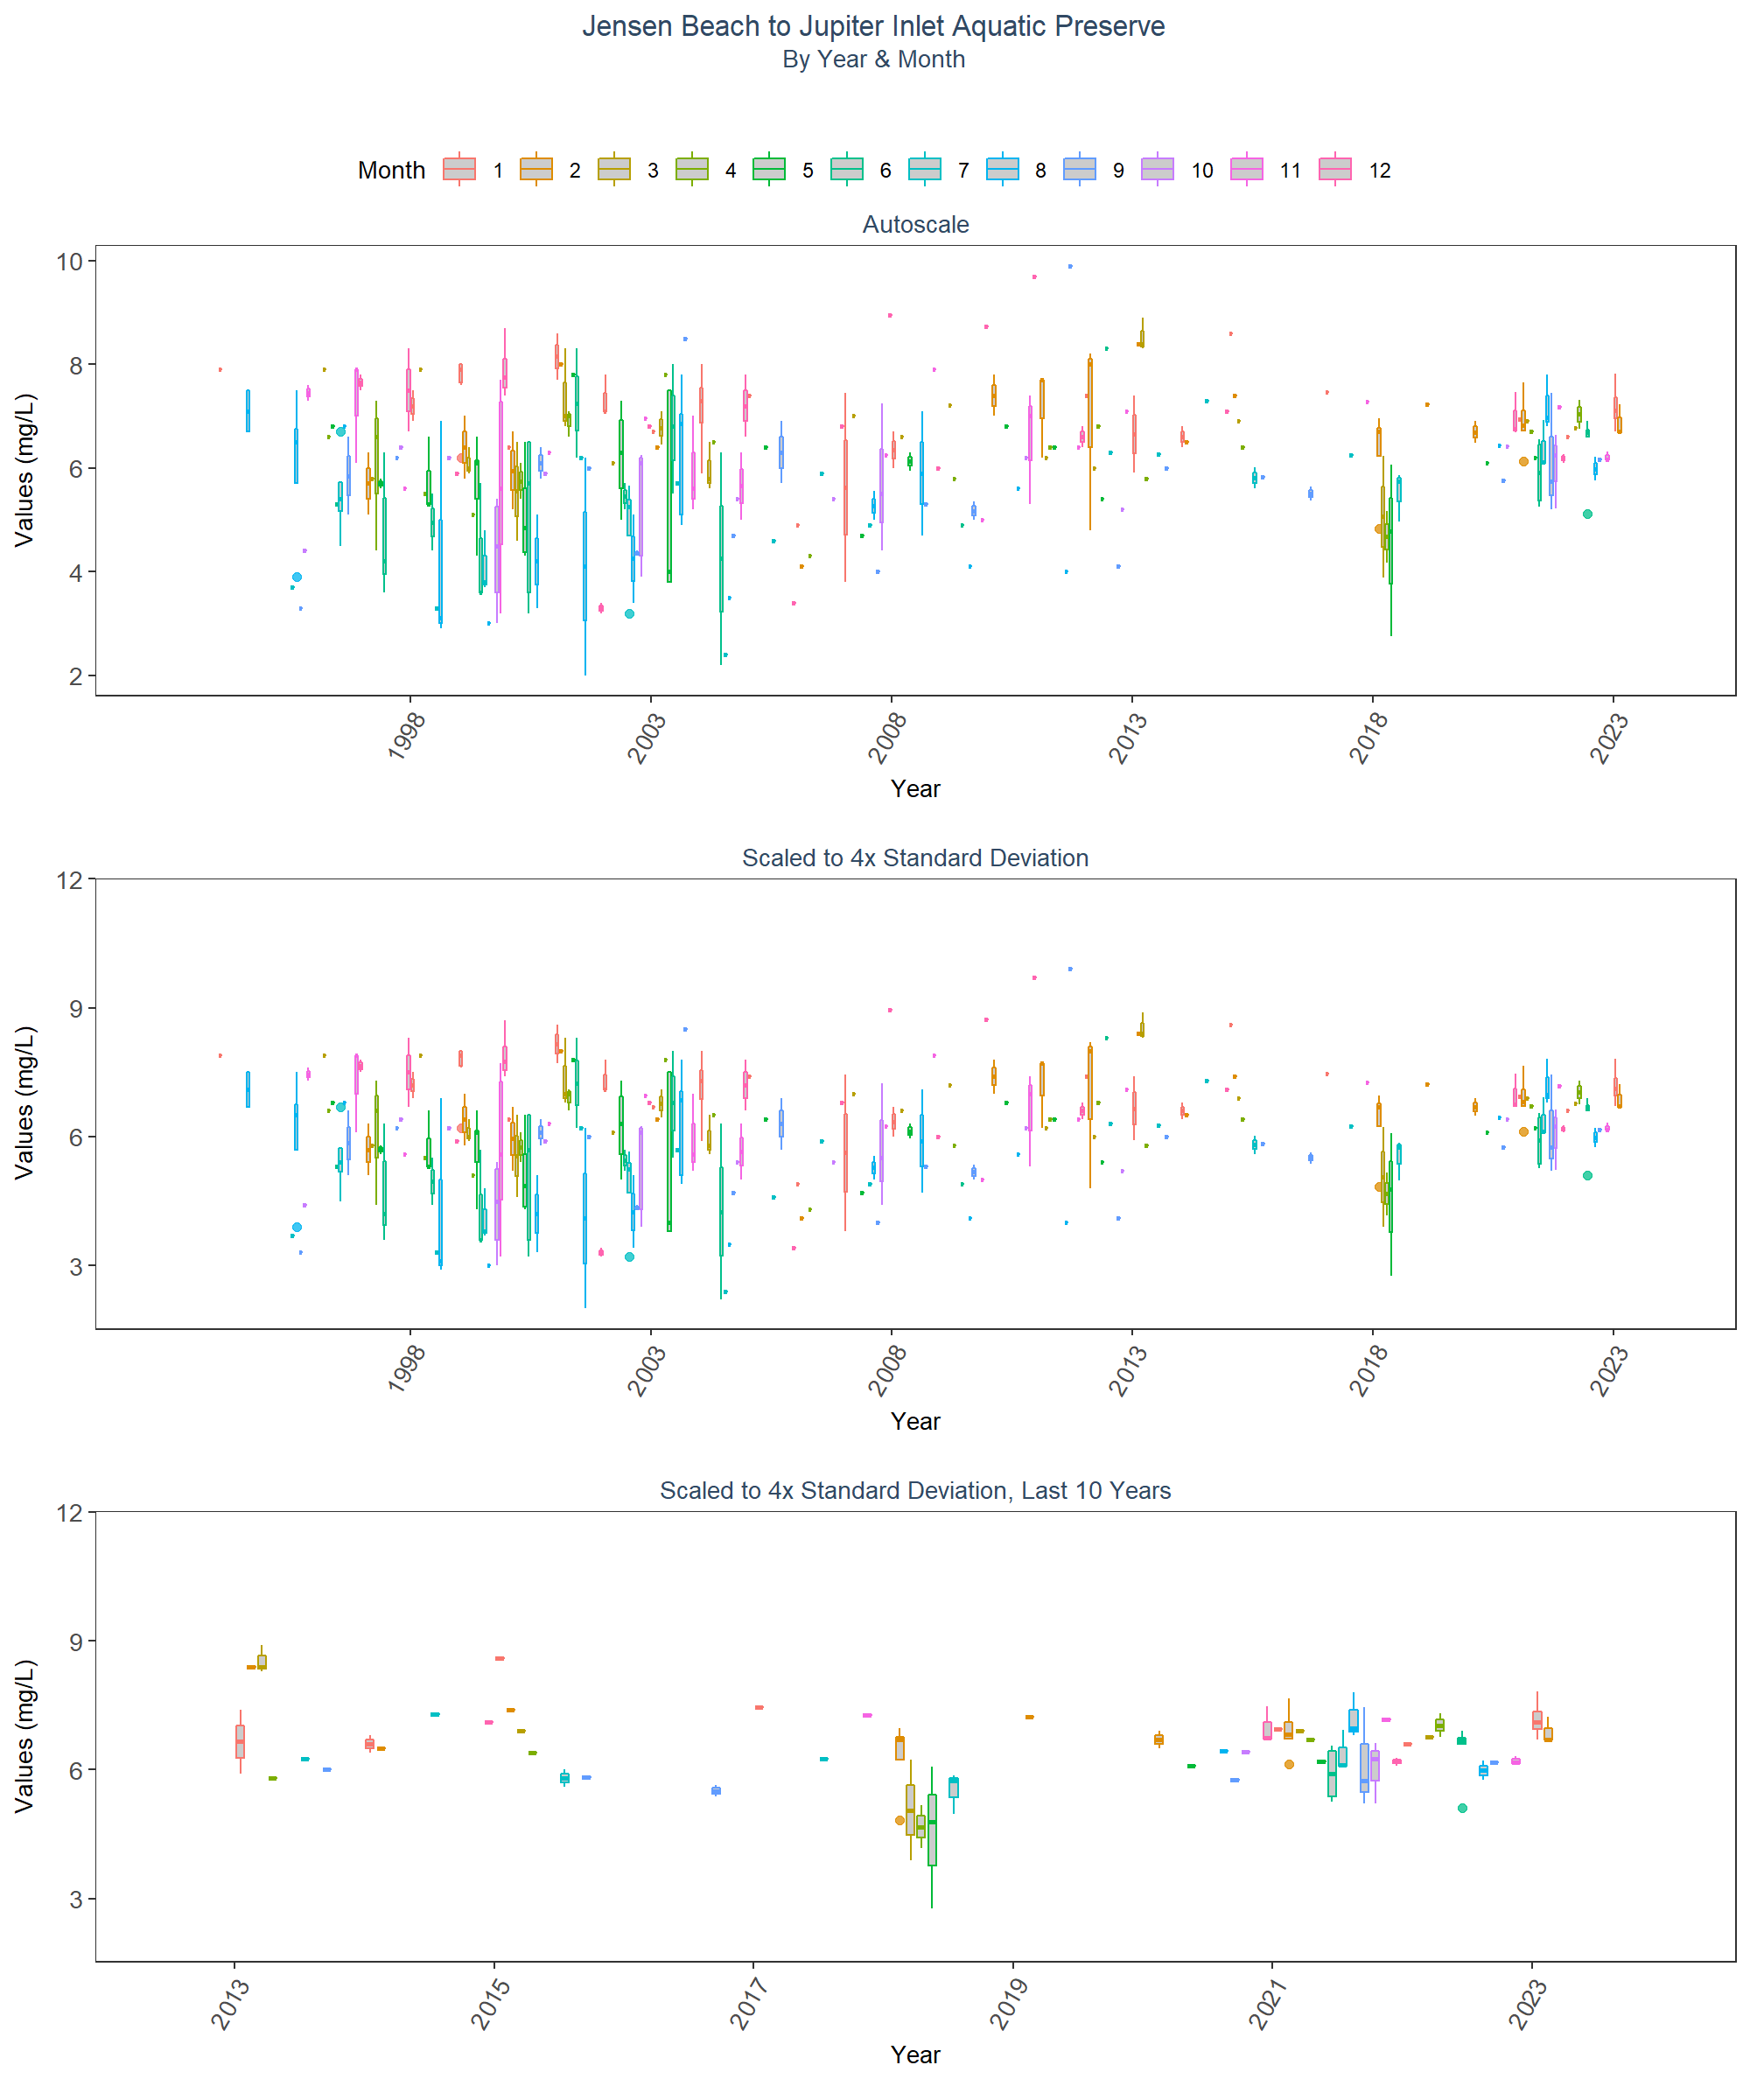 Jensen Beach to Jupiter Inlet Aquatic Preserve
By Year & Month
Month 1 2 3 4 5 6 7 8 9 10 11 12
Autoscale
Values (mg/L)
10
8
6
4
2
1998 2003 2008 2013 2018 2023
Year
Scaled to 4x Standard Deviation
Values (mg/L)
12
9
6
3
1998 2003 2008 2013 2018 2023
Year
Scaled to 4x Standard Deviation, Last 10 Years
Values (mg/L)
12
9
6
3
2013 2015 2017 2019 2021 2023
Year